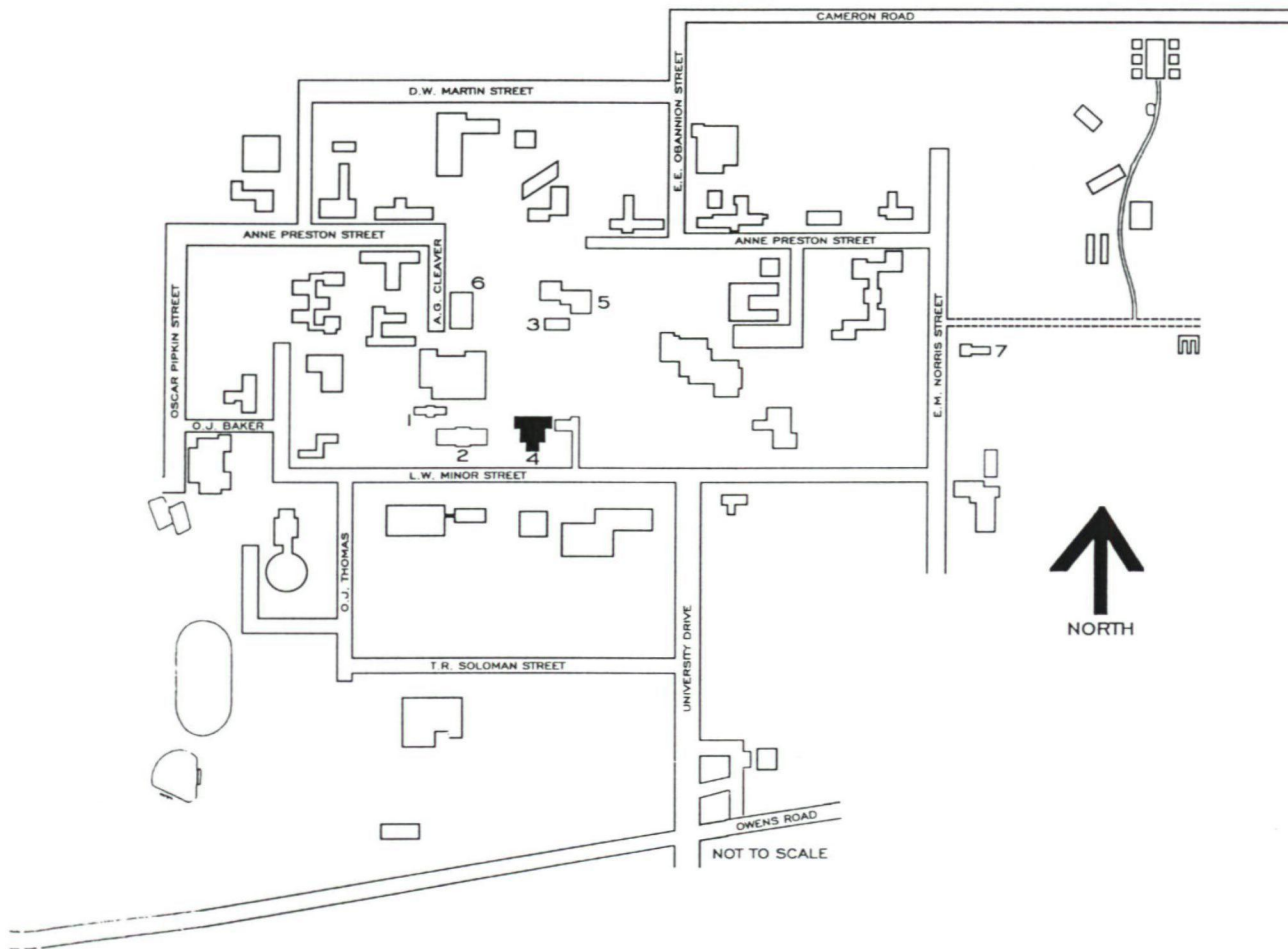 CAMERON ROAD
D.W. MARTIN STREET
E.E. OBANNION STREET
ANNE PRESTON STREET
ANNE PRESTON STREET
OSCAR PIPKIN STREET
A.G. CLEAVER
6
5
3
E.M. NORRIS STREET
7
1
O.J. BAKER
2
4
L.W. MINOR STREET
O.J. THOMAS
UNIVERSITY DRIVE
NORTH
T.R. SOLOMAN STREET
OWENS ROAD
NOT TO SCALE